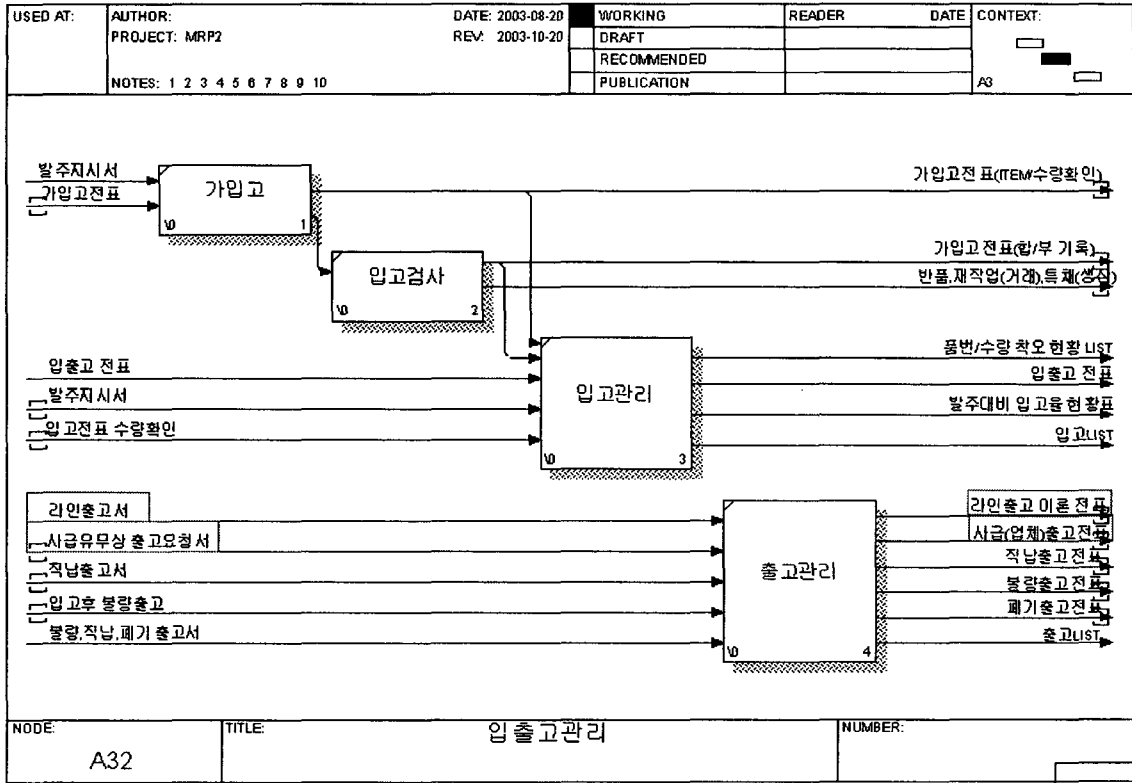 USED AT:
AUTHOR:
DATE: 2003-08-20
WORKING
READER
DATE
CONTEXT:
PROJECT: MRP2
REV: 2003-10-20
DRAFT
RECOMMENDED
NOTES: 1 2 3 4 5 6 7 8 9 10
PUBLICATION
A3
발주지시서
가입고전표
가입고
\0
1
가입고전표(ITEM/수량확인)
입고검사
\0
2
가입고전표(합/부 기록)
반품,재작업(거래),특채(생산)
입출고 전표
발주지시서
입고전표 수량확인
입고관리
\0
3
품번/수량 착오 현황 LIST
입출고 전표
발주대비 입고율 현황표
입고LIST
라인출고서
사급유무상 출고요청서
직납출고서
입고후 불량출고
불량,직납,폐기 출고서
출고관리
\0
4
라인출고 이론 전표
사급(업체)출고전표
직납출고전표
불량출고전표
폐기출고전표
출고LIST
NODE:
A32
TITLE:
입출고관리
NUMBER: